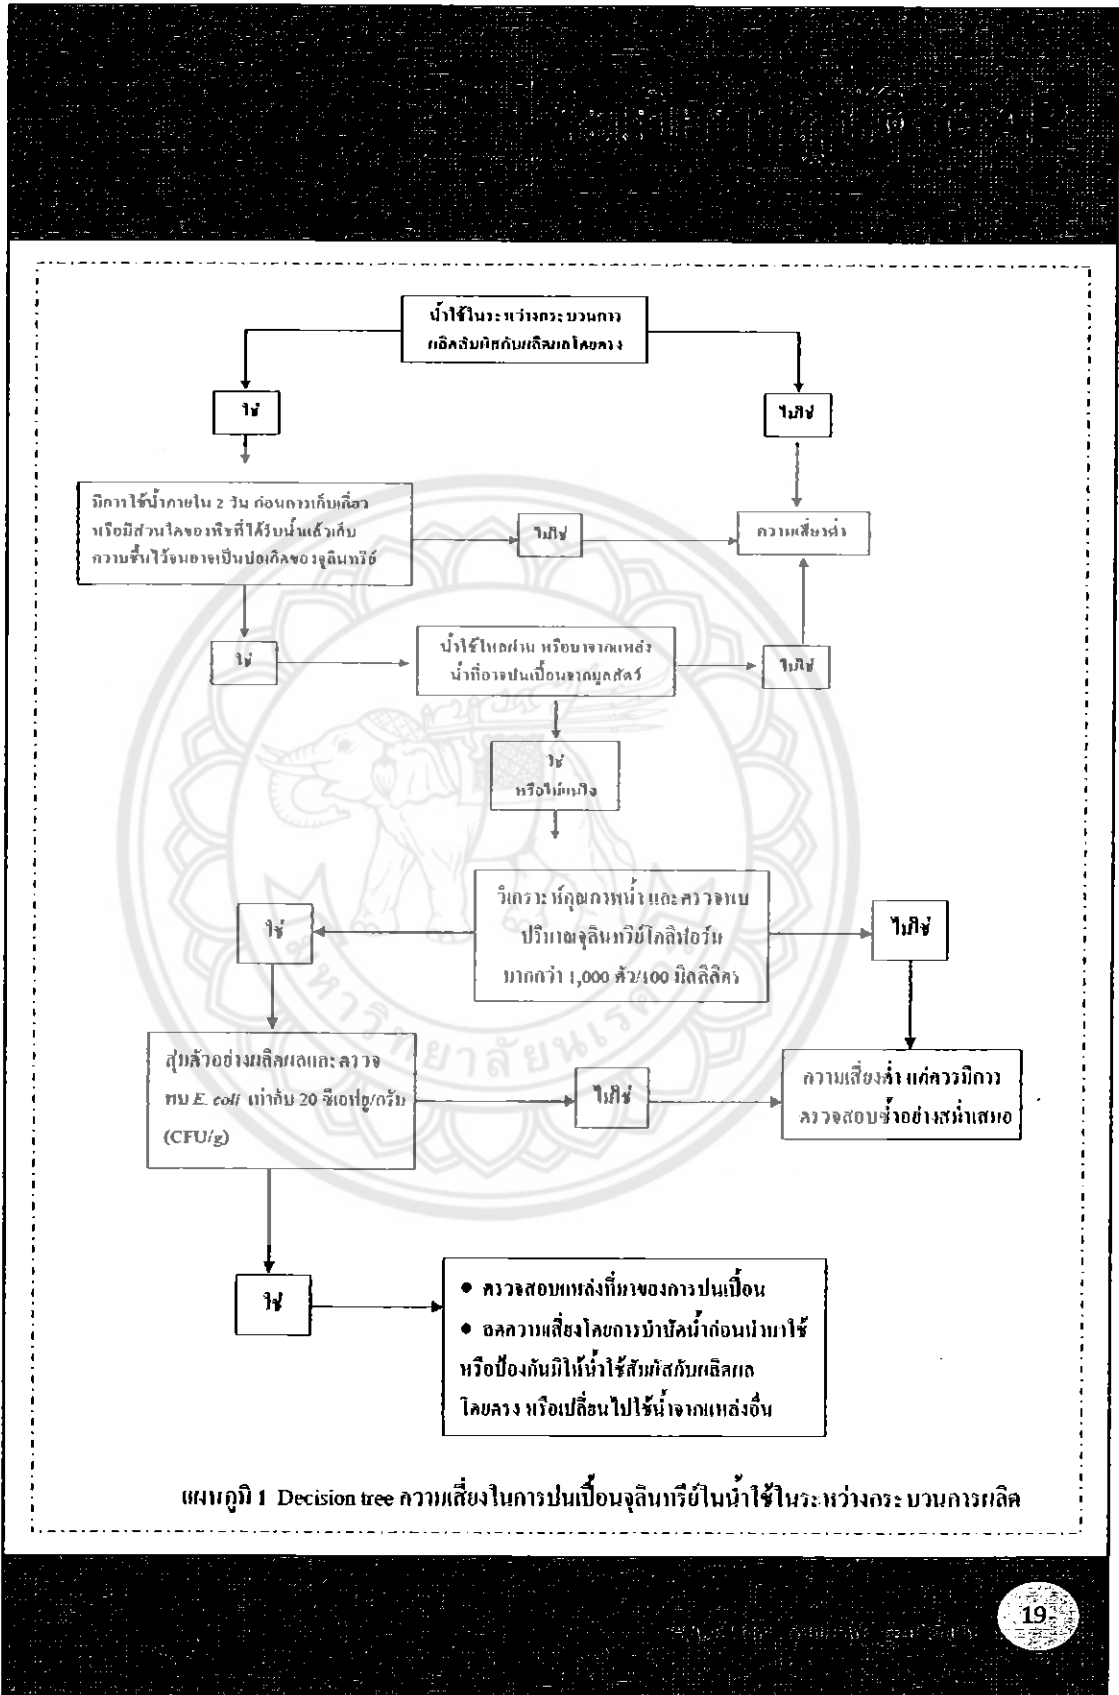 น้ำใช้ในระหว่างกระบวนการ
ผลิตสัมผัสกับผลิตผลโดยตรง
ใช่
ไม่ใช่
มีการใช้น้ำภายใน 2 วัน ก่อนการเก็บเกี่ยว
หรือมีส่วนใดของพืชที่ได้รับน้ำแล้วเก็บ
ความชื้นไว้จนอาจเป็นบ่อเกิดของจุลินทรีย์
ไม่ใช่
ความเสี่ยงต่ำ
ใช่
น้ำใช้ไหลผ่าน หรือมาจากแหล่ง
น้ำที่อาจปนเปื้อนจากมูลสัตว์
ไม่ใช่
ใช่
หรือไม่แน่ใจ
วิเคราะห์คุณภาพน้ำ และตรวจพบ
ปริมาณจุลินทรีย์โคลิฟอร์ม
มากกว่า 1,000 ตัว/100 มิลลิลิตร
ใช่
ไม่ใช่
สุ่มตัวอย่างผลิตผลและตรวจ
พบ E. coli เท่ากับ 20 ซีเอฟยู/กรัม
(CFU/g)
ไม่ใช่
ความเสี่ยงต่ำ แต่ควรมีการ
ตรวจสอบซ้ำอย่างสม่ำเสมอ
ใช่
● ตรวจสอบแหล่งที่มาของการปนเปื้อน
● ลดความเสี่ยงโดยการบำบัดน้ำก่อนนำมาใช้
หรือป้องกันมิให้น้ำใช้สัมผัสกับผลิตผล
โดยตรง หรือเปลี่ยนไปใช้น้ำจากแหล่งอื่น
แผนภูมิ 1 Decision tree ความเสี่ยงในการปนเปื้อนจุลินทรีย์ในน้ำใช้ในระหว่างกระบวนการผลิต
19